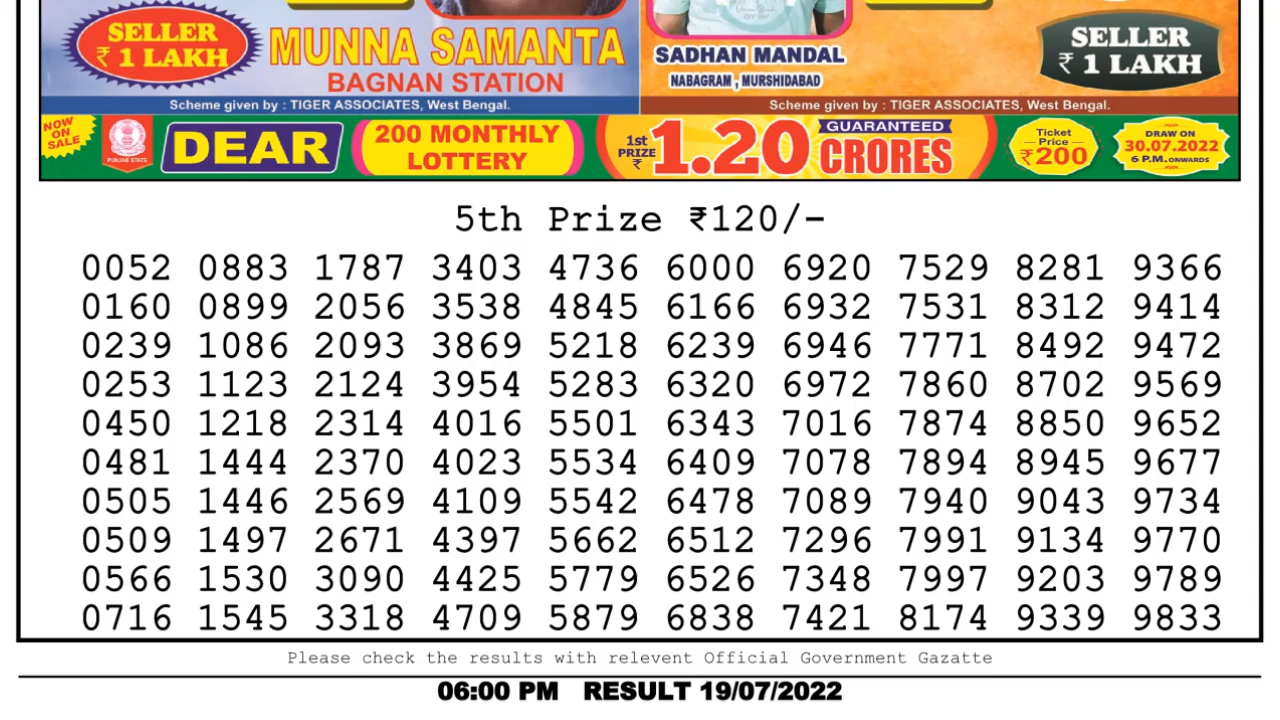 SELLER
₹ 1 LAKH
MUNNA SAMANTA
BAGNAN STATION
Scheme given by : TIGER ASSOCIATES, West Bengal.
SADHAN MANDAL
NABAGRAM , MURSHIDABAD
SELLER
₹ 1 LAKH
Scheme given by : TIGER ASSOCIATES, West Bengal.
NOW
ON
SALE
PUNJAB STATE
DEAR
200 MONTHLY
LOTTERY
1st
PRIZE
₹
1.20
GUARANTEED
CRORES
Ticket
Price
₹200
DRAW ON
30.07.2022
6 P.M. ONWARDS
5th Prize ₹120/-
0052 0883 1787 3403 4736 6000 6920 7529 8281 9366
0160 0899 2056 3538 4845 6166 6932 7531 8312 9414
0239 1086 2093 3869 5218 6239 6946 7771 8492 9472
0253 1123 2124 3954 5283 6320 6972 7860 8702 9569
0450 1218 2314 4016 5501 6343 7016 7874 8850 9652
0481 1444 2370 4023 5534 6409 7078 7894 8945 9677
0505 1446 2569 4109 5542 6478 7089 7940 9043 9734
0509 1497 2671 4397 5662 6512 7296 7991 9134 9770
0566 1530 3090 4425 5779 6526 7348 7997 9203 9789
0716 1545 3318 4709 5879 6838 7421 8174 9339 9833
Please check the results with relevent Official Government Gazatte
06:00 PM RESULT 19/07/2022